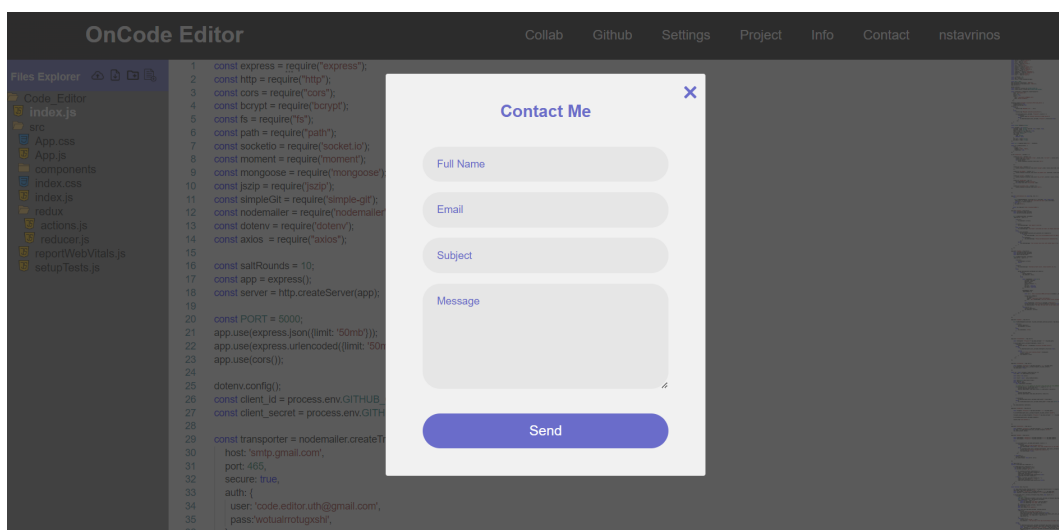 OnCode Editor
Collab Github Settings Project Info Contact nstavrinos
Files Explorer
Code_Editor
index.js
src
App.css
App.js
components
index.css
index.js
redux
actions.js
reducer.js
reportWebVitals.js
setupTests.js
1 const express = require("express");
2 const http = require("http");
3 const cors = require("cors");
4 const bcrypt = require('bcrypt');
5 const fs = require("fs");
6 const path = require("path");
7 const socketio = require('socket.io');
8 const moment = require('moment');
9 const mongoose = require('mongoose');
10 const jszip = require('jszip');
11 const simpleGit = require('simple-git');
12 const nodemailer = require('nodemailer'
13 const dotenv = require('dotenv');
14 const axios = require("axios");
15
16 const saltRounds = 10;
17 const app = express();
18 const server = http.createServer(app);
19
20 const PORT = 5000;
21 app.use(express.json({limit: '50mb'}));
22 app.use(express.urlencoded({limit: '50m
23 app.use(cors());
24
25 dotenv.config();
26 const client_id = process.env.GITHUB_
27 const client_secret = process.env.GITH
28
29 const transporter = nodemailer.createTr
30 host: 'smtp.gmail.com',
31 port: 465,
32 secure: true,
33 auth: {
34 user: 'code.editor.uth@gmail.com',
35
Contact Me
Full Name
Email
Subject
Message
Send